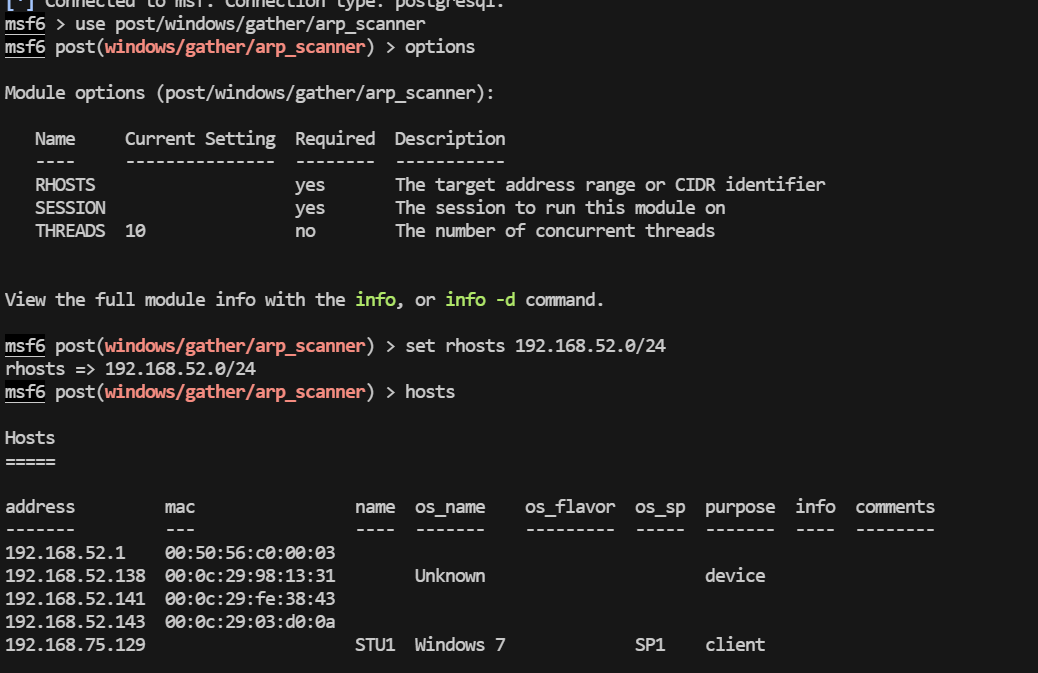 [*] Connected to msf. Connection type: postgresql.
msf6 > use post/windows/gather/arp_scanner
msf6 post(windows/gather/arp_scanner) > options
Module options (post/windows/gather/arp_scanner):
Name Current Setting Required Description
---- --------------- -------- -----------
RHOSTS yes The target address range or CIDR identifier
SESSION yes The session to run this module on
THREADS 10 no The number of concurrent threads
View the full module info with the info, or info -d command.
msf6 post(windows/gather/arp_scanner) > set rhosts 192.168.52.0/24
rhosts => 192.168.52.0/24
msf6 post(windows/gather/arp_scanner) > hosts
Hosts
=====
address mac name os_name os_flavor os_sp purpose info comments
------- --- ---- ------- --------- ----- ------- ---- --------
192.168.52.1 00:50:56:c0:00:03
192.168.52.138 00:0c:29:98:13:31 Unknown device
192.168.52.141 00:0c:29:fe:38:43
192.168.52.143 00:0c:29:03:d0:0a
192.168.75.129 STU1 Windows 7 SP1 client